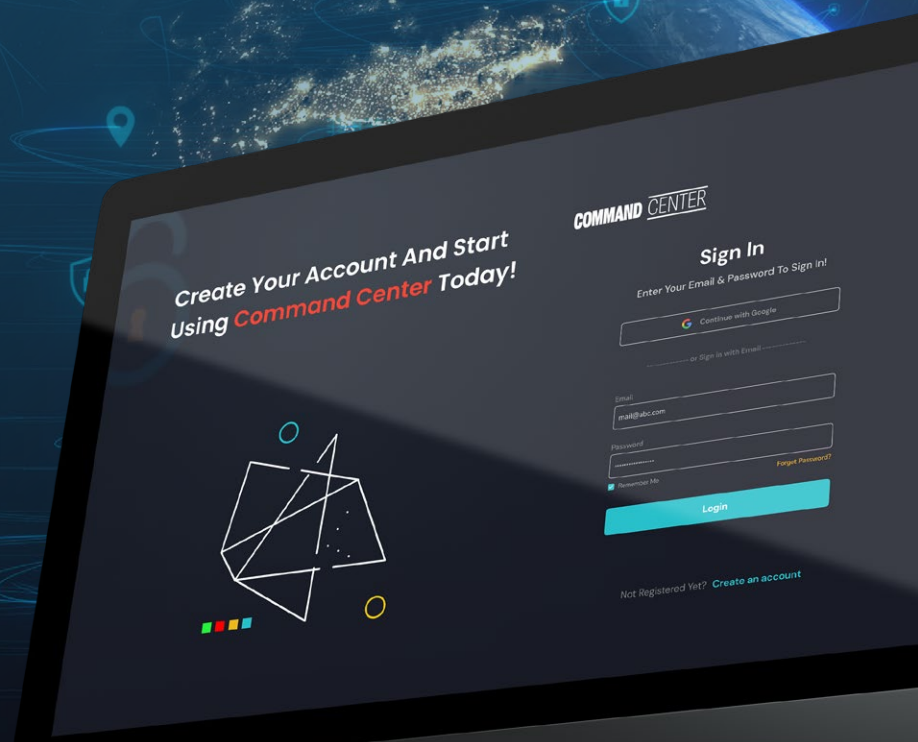 Create Your Account And Start
Using Command Center Today!
COMMAND CENTER
Sign In
Enter Your Email & Password To Sign in!
Continue with Google
or Sign in with Email
Email
mail@abc.com
Password
Remember Me
Forget Password?
Login
Not Registered Yet? Create an account